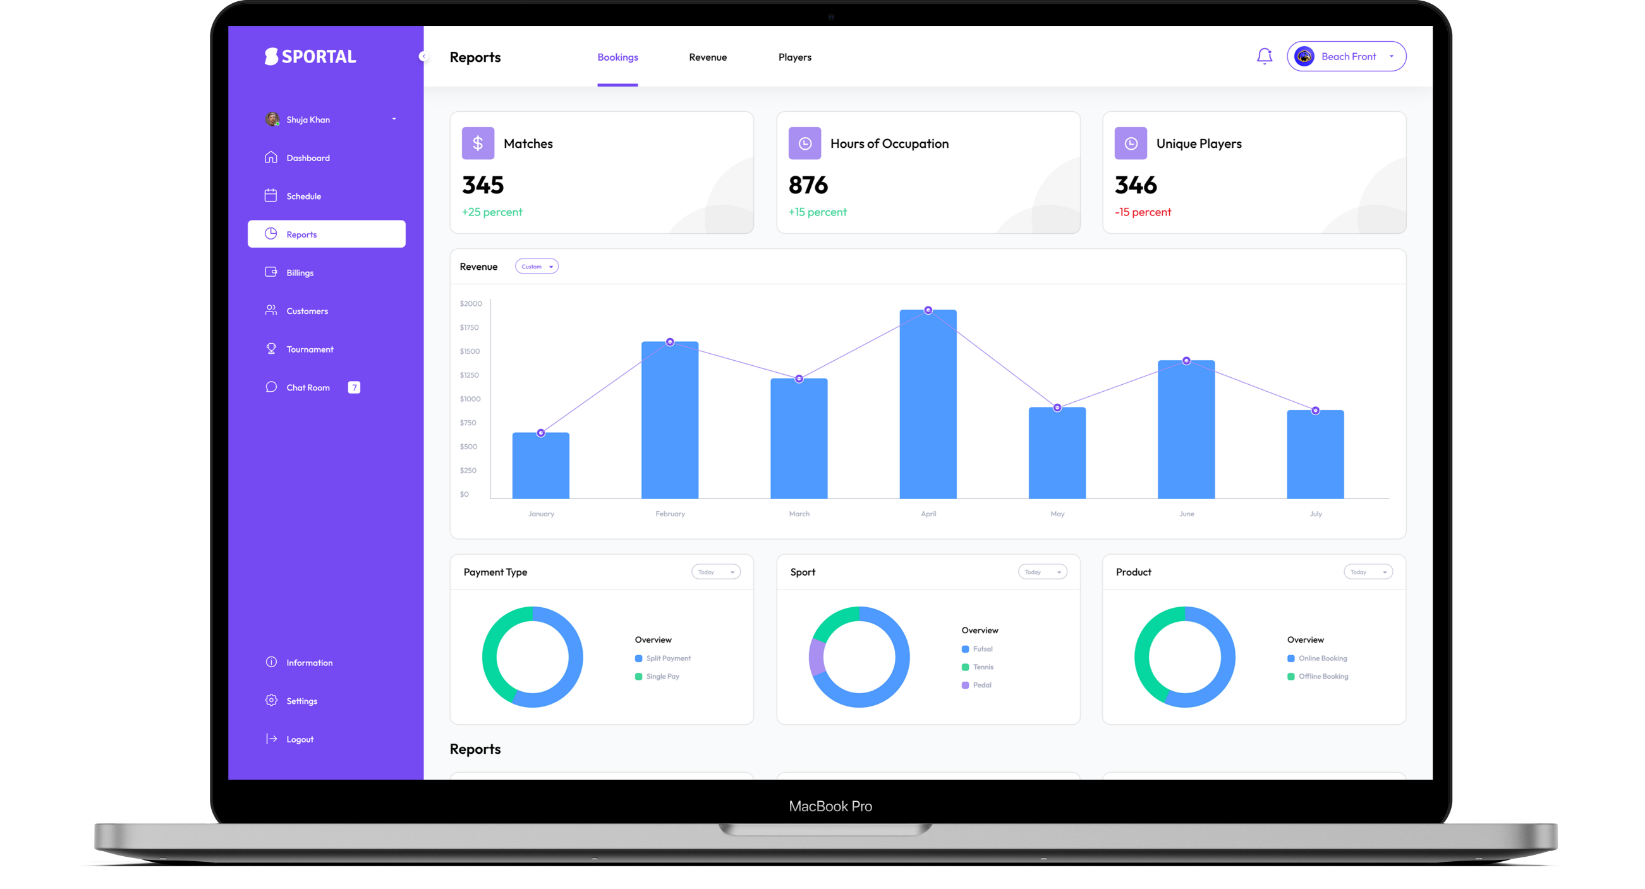 SPORTAL
Shuja Khan
Dashboard
Schedule
Reports
Billings
Customers
Tournament
Chat Room 7
Information
Settings
Logout
Reports Bookings Revenue Players
Beach Front
Matches
345
+25 percent
Hours of Occupation
876
+15 percent
Unique Players
346
-15 percent
Revenue Custom
$2000
$1750
$1500
$1250
$1000
$750
$500
$250
$0
January February March April May June July
Payment Type Today
Overview
Split Payment
Single Pay
Sport Today
Overview
Futsal
Tennis
Pedal
Product Today
Overview
Online Booking
Offline Booking
Reports
MacBook Pro